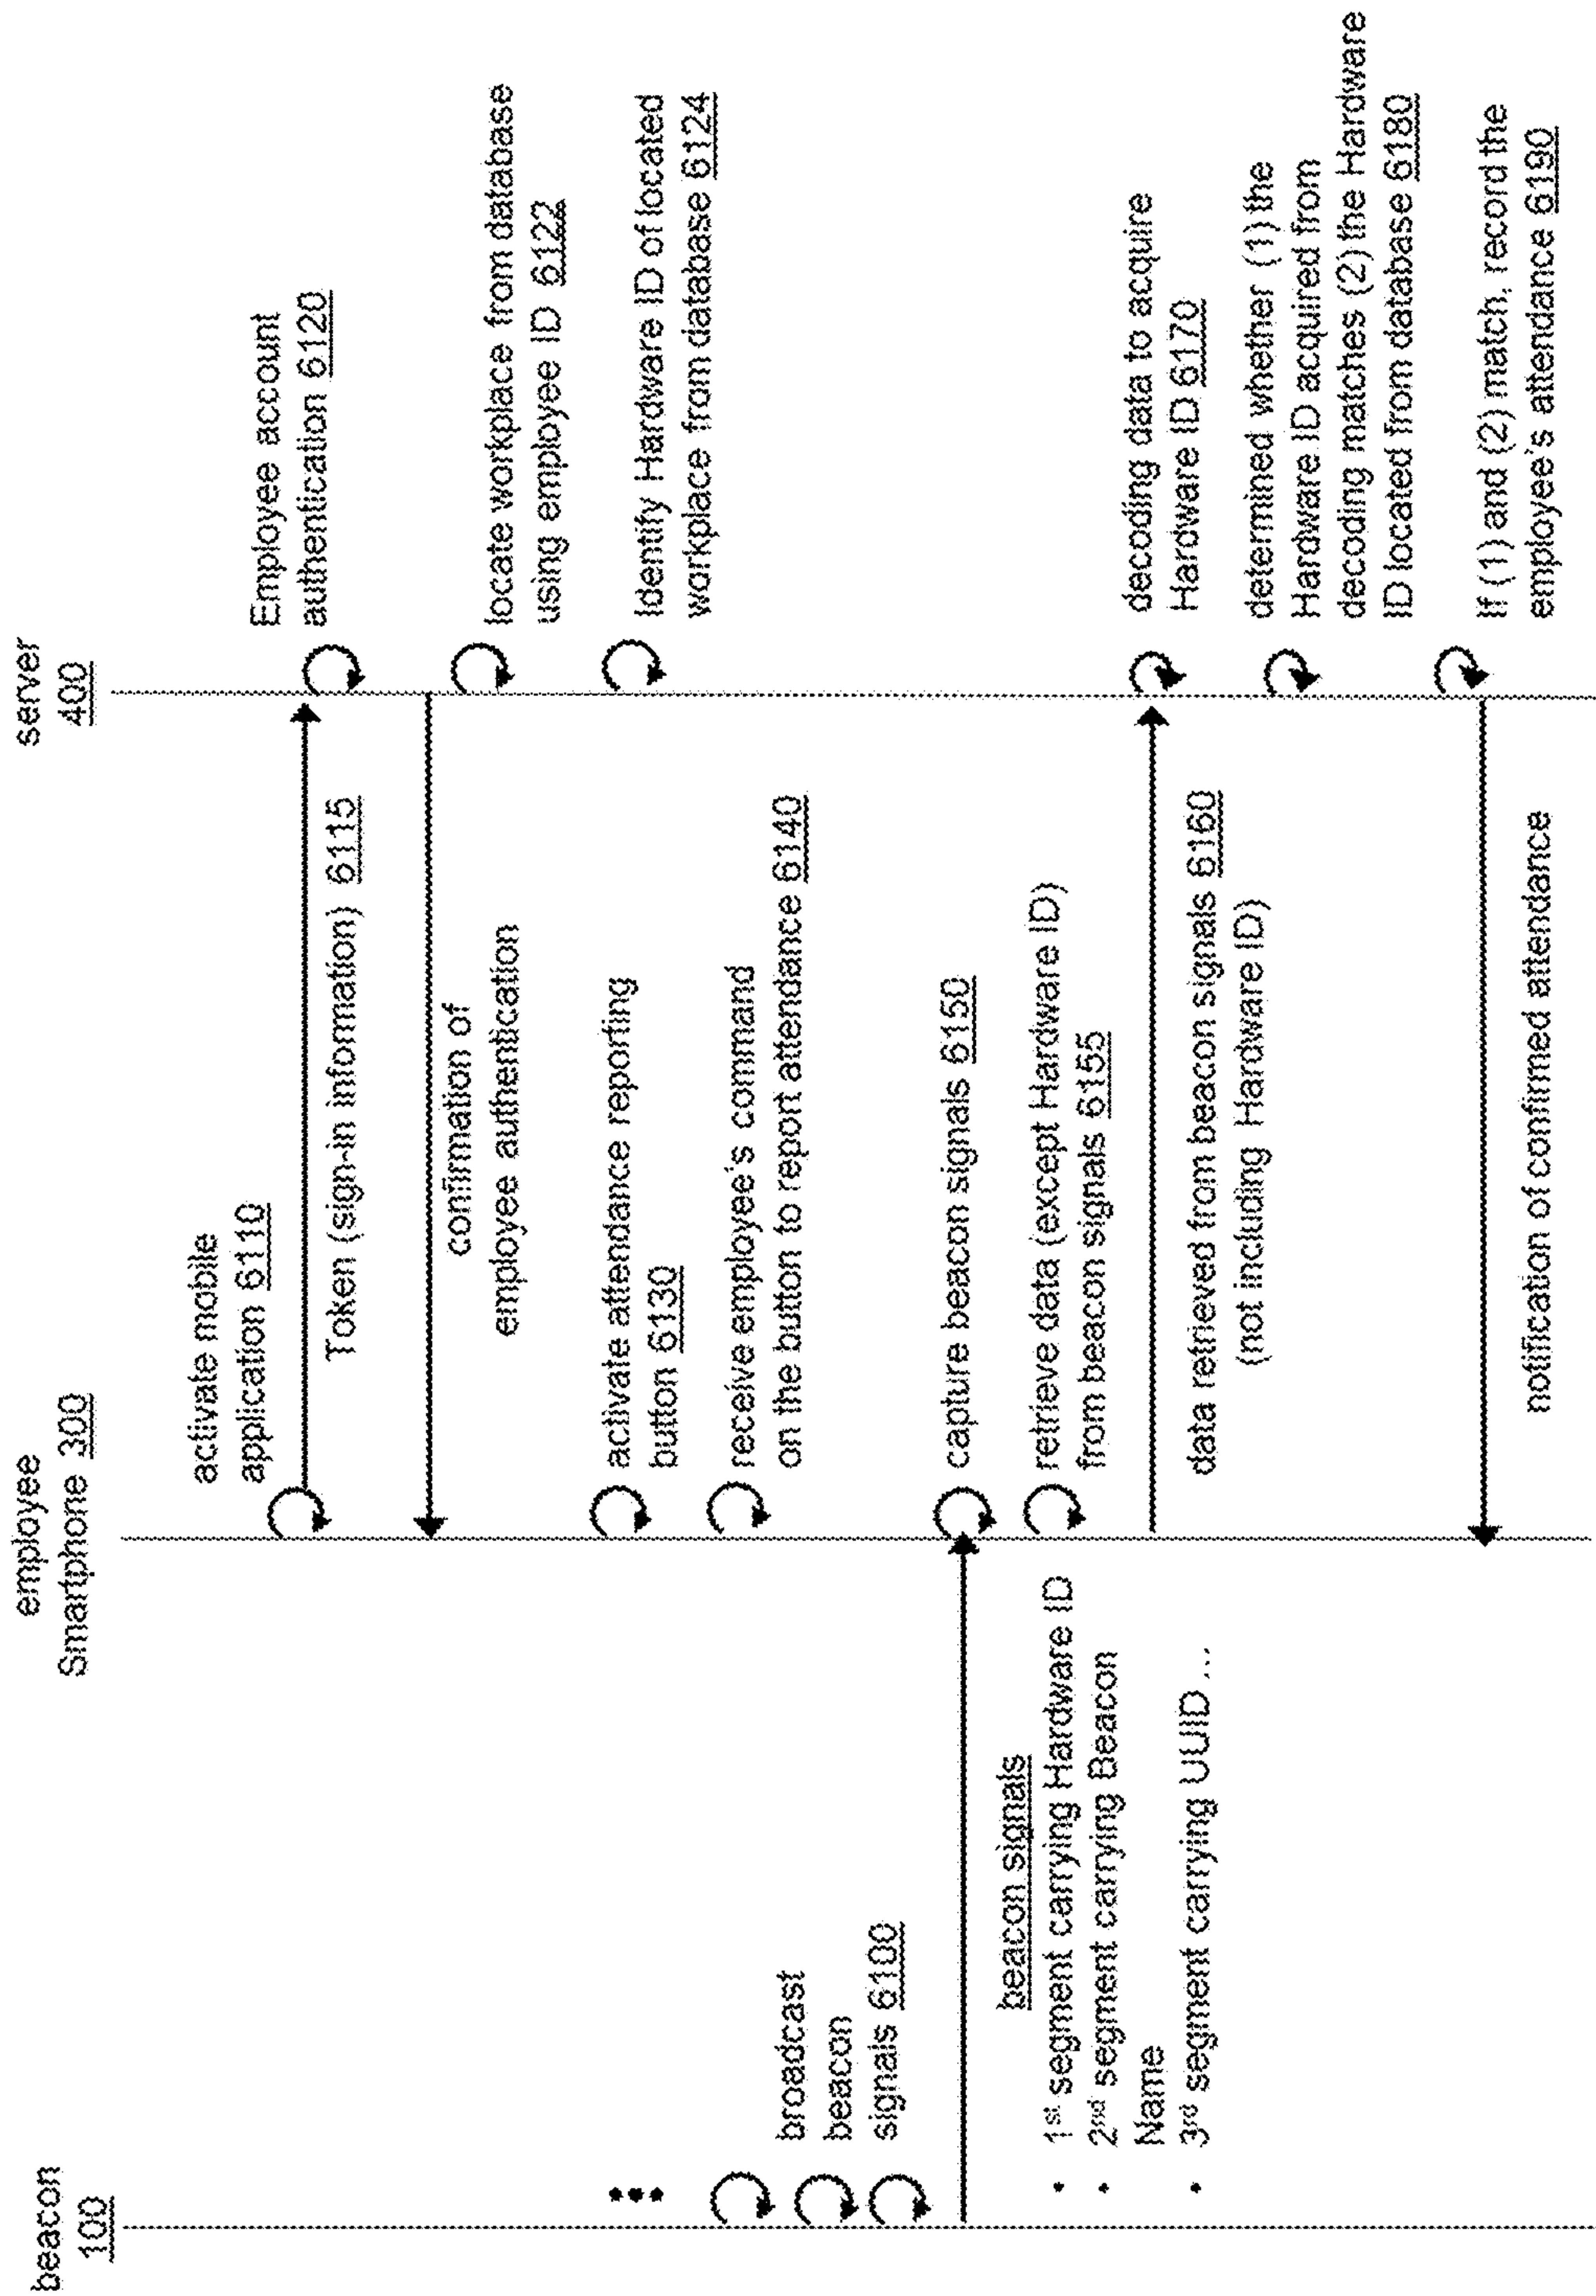 beacon
100
employee
Smartphone 300
server
400
activate mobile
application 6110
Employee account
authentication 6120
Token (sign-in information) 6115
confirmation of
employee authentication
locate workplace from database
using employee ID 6122
Identify Hardware ID of located
workplace from database 6124
activate attendance reporting
button 6130
receive employee's command
on the button to report attendance 6140
broadcast
beacon
signals 6100
capture beacon signals 6150
beacon signals
• 1st segment carrying Hardware ID
• 2nd segment carrying Beacon
Name
• 3rd segment carrying UUID...
retrieve data (except Hardware ID)
from beacon signals 6155
data retrieved from beacon signals 6160
(not including Hardware ID)
decoding data to acquire
Hardware ID 6170
determined whether (1) the
Hardware ID acquired from
decoding matches (2) the Hardware
ID located from database 6180
If (1) and (2) match, record the
employee's attendance 6190
notification of confirmed attendance